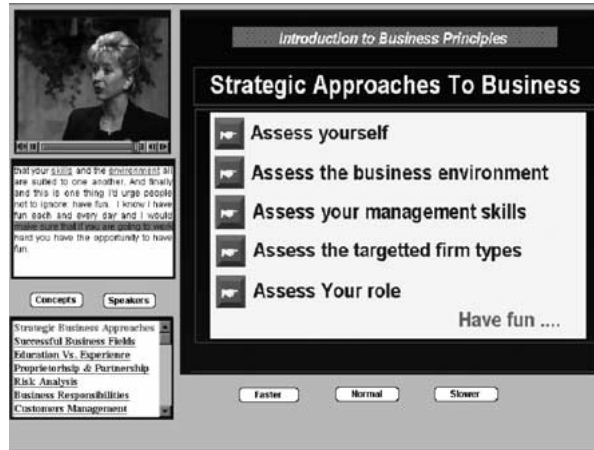 Introduction to Business Principles
Strategic Approaches To Business
Assess yourself
Assess the business environment
Assess your management skills
Assess the targetted firm types
Assess Your role
Have fun ....
that your skills and the environment all
are suited to one another. And finally
and this is one thing I'd urge people
not to ignore: have fun. I know I have
fun each and every day and I would
make sure that if you are going to work
hard you have the opportunity to have
fun.
Concepts
Speakers
Strategic Business Approaches
Successful Business Fields
Education Vs. Experience
Proprietorhsip & Partnership
Risk Analysis
Business Responsibilities
Customers Management
Faster
Normal
Slower